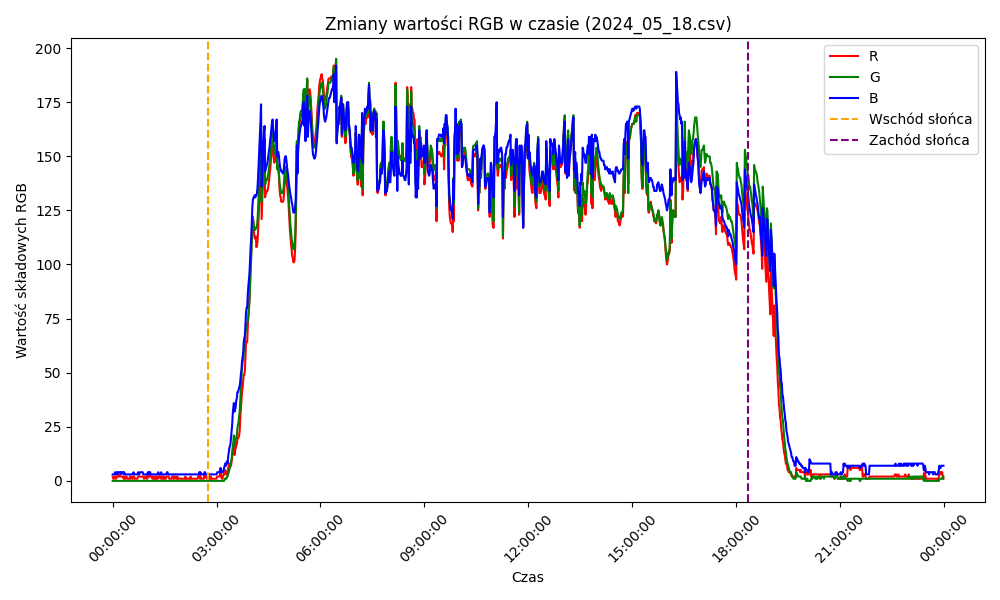 Zmiany wartości RGB w czasie (2024_05_18.csv)
200
175
150
125
100
75
50
25
0
Wartość składowych RGB
R
G
B
Wschód słońca
Zachód słońca
00:00:00
03:00:00
06:00:00
09:00:00
12:00:00
15:00:00
18:00:00
21:00:00
00:00:00
Czas